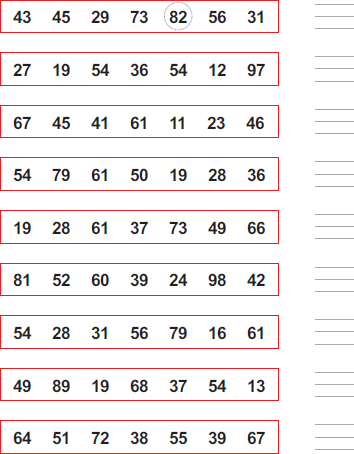 43 45 29 73 82 56 31
27 19 54 36 54 12 97
67 45 41 61 11 23 46
54 79 61 50 19 28 36
19 28 61 37 73 49 66
81 52 60 39 24 98 42
54 28 31 56 79 16 61
49 89 19 68 37 54 13
64 51 72 38 55 39 67